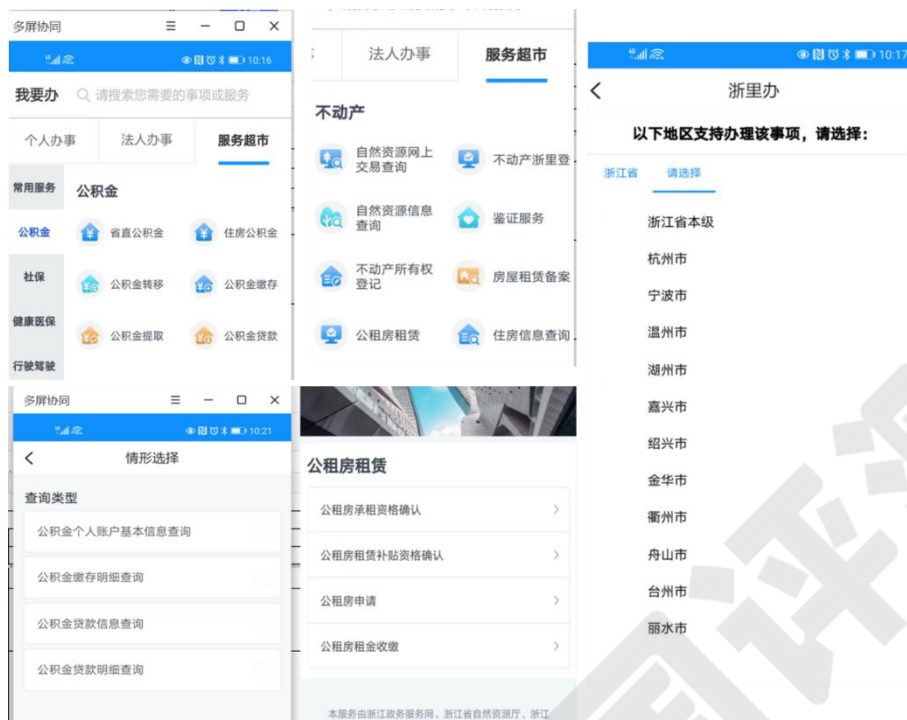 多屏协同
10:16
我要办
请搜索您需要的事项或服务
个人办事
法人办事
服务超市
常用服务
公积金
社保
健康医保
行驶驾驶
公积金
省直公积金
住房公积金
公积金转移
公积金缴存
公积金提取
公积金贷款
法人办事
服务超市
不动产
自然资源网上
交易查询
不动产浙里登
自然资源信息
查询
鉴证服务
不动产所有权
登记
房屋租赁备案
公租房租赁
住房信息查询
10:17
浙里办
以下地区支持办理该事项，请选择：
浙江省
请选择
浙江省本级
杭州市
宁波市
温州市
湖州市
嘉兴市
绍兴市
金华市
衢州市
舟山市
台州市
丽水市
多屏协同
10:21
情形选择
查询类型
公积金个人账户基本信息查询
公积金缴存明细查询
公积金贷款信息查询
公积金贷款明细查询
公租房租赁
公租房承租资格确认
公租房租赁补贴资格确认
公租房申请
公租房租金收缴
本服务由浙江政务服务网、浙江省自然资源厅、浙江